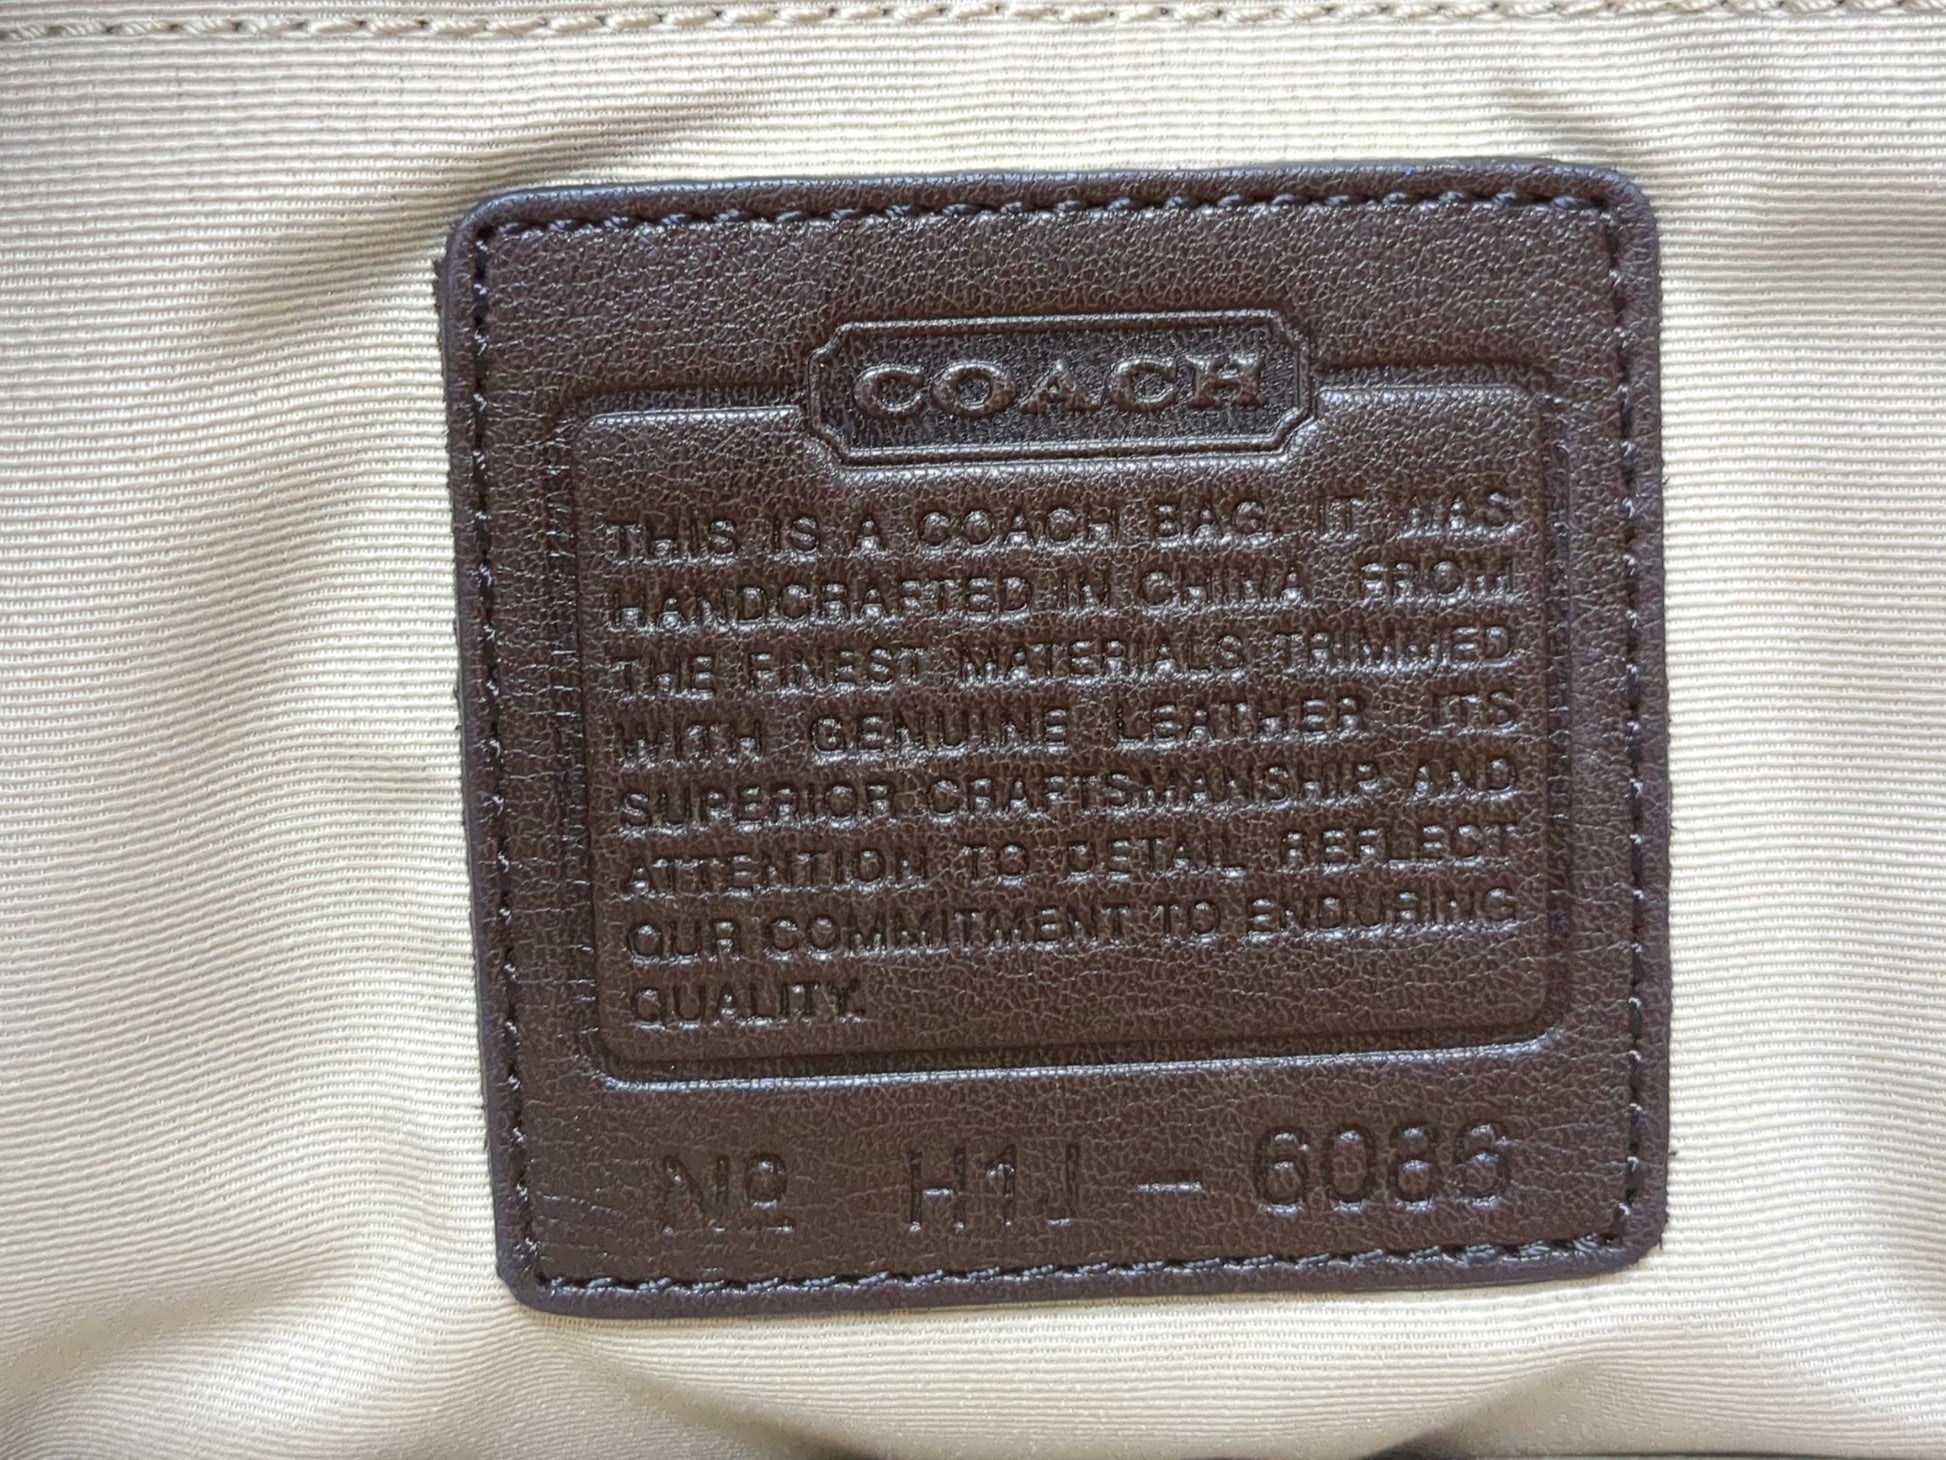 COACH
THIS IS A COACH BAG. IT WAS
HANDCRAFTED IN CHINA FROM
THE FINEST MATERIALS TRIMMED
WITH GENUINE LEATHER. ITS
SUPERIOR CRAFTSMANSHIP AND
ATTENTION TO DETAIL REFLECT
OUR COMMITMENT TO ENDURING
QUALITY.
Nº H1J - 6086